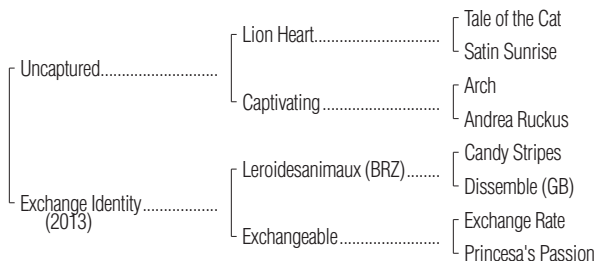 Tale of the Cat
Lion Heart..............................
Satin Sunrise
Uncaptured............................
Arch
Captivating............................
Andrea Ruckus
Candy Stripes
Leroidesanimaux (BRZ)........
Dissemble (GB)
Exchange Identity..................
(2013)
Exchange Rate
Exchangeable........................
Princesa's Passion